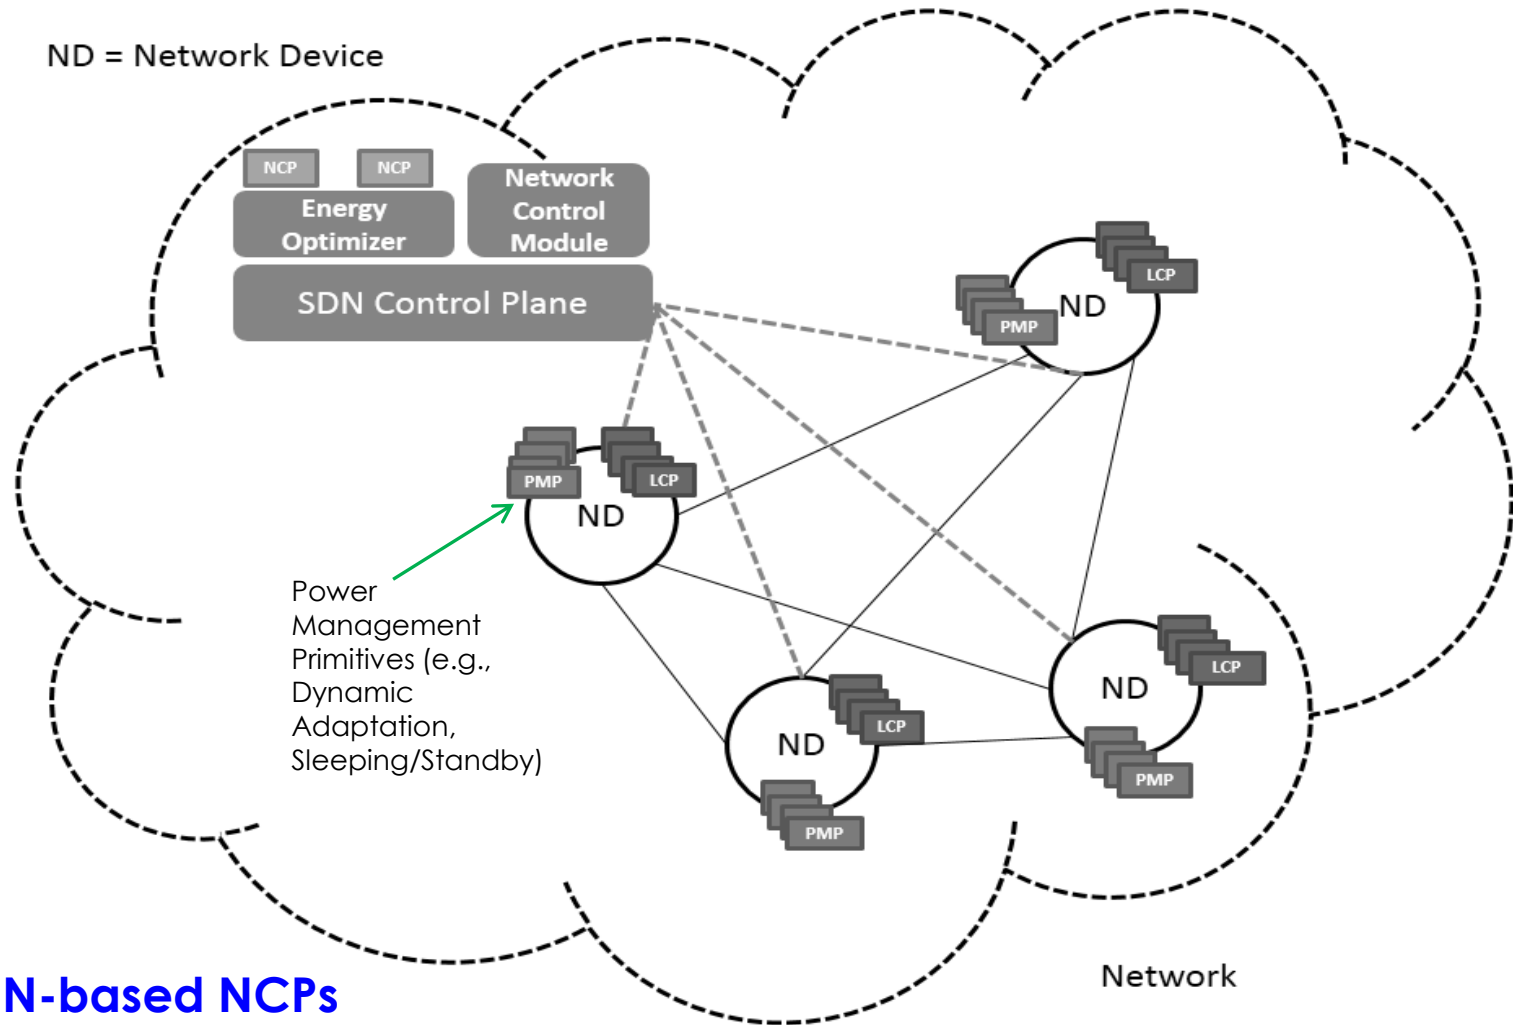 ND = Network Device
NCP
NCP
Energy
Optimizer
Network
Control
Module
SDN Control Plane
LCP
PMP
ND
PMP
LCP
ND
Power
Management
Primitives (e.g.,
Dynamic
Adaptation,
Sleeping/Standby)
LCP
ND
PMP
LCP
ND
PMP
Network
N-based NCPs